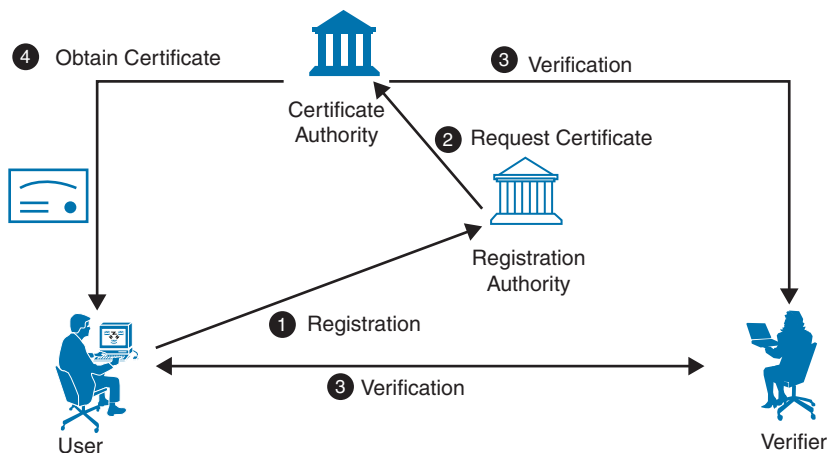 4 Obtain Certificate
3 Verification
Certificate
Authority
2 Request Certificate
Registration
Authority
1 Registration
3 Verification
User
Verifier